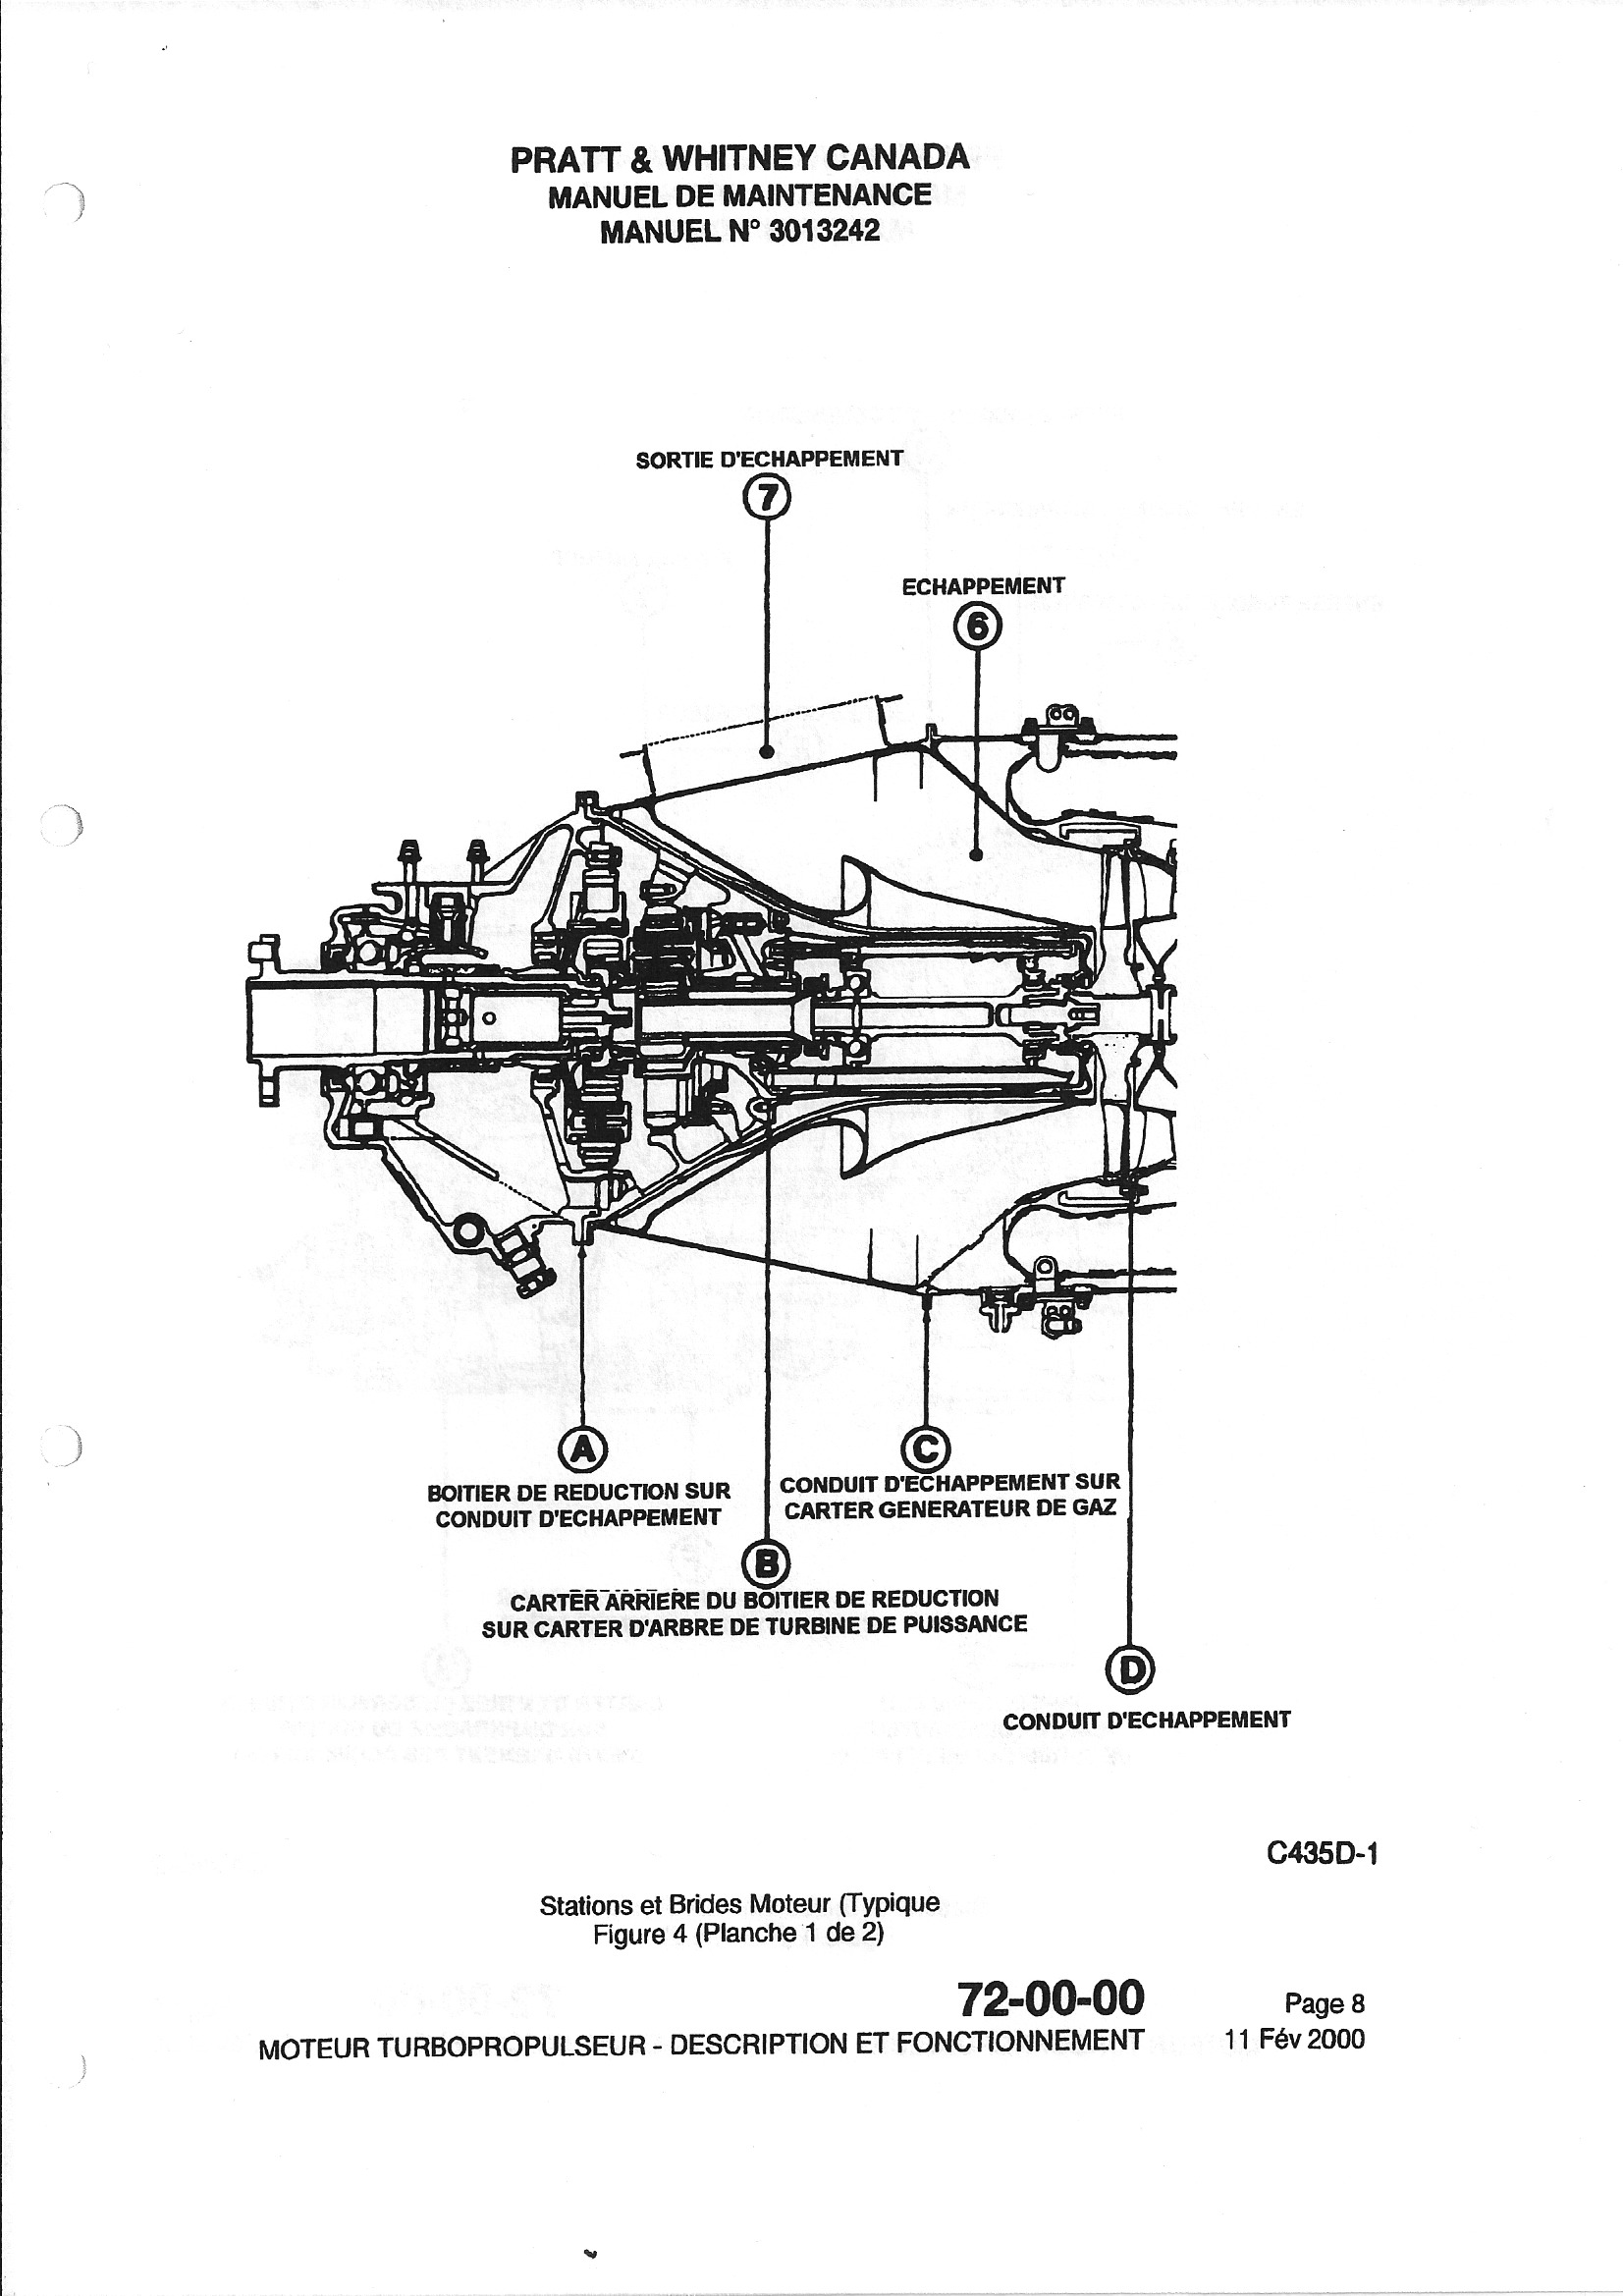 PRATT & WHITNEY CANADA
MANUEL DE MAINTENANCE
MANUEL N° 3013242
SORTIE D'ECHAPPEMENT
7
ECHAPPEMENT
6
A
BOITIER DE REDUCTION SUR
CONDUIT D'ECHAPPEMENT
C
CONDUIT D'ECHAPPEMENT SUR
CARTER GENERATEUR DE GAZ
B
CARTER ARRIERE DU BOITIER DE REDUCTION
SUR CARTER D'ARBRE DE TURBINE DE PUISSANCE
D
CONDUIT D'ECHAPPEMENT
C435D-1
Stations et Brides Moteur (Typique
Figure 4 (Planche 1 de 2)
72-00-00
Page 8
MOTEUR TURBOPROPULSEUR - DESCRIPTION ET FONCTIONNEMENT
11 Fév 2000